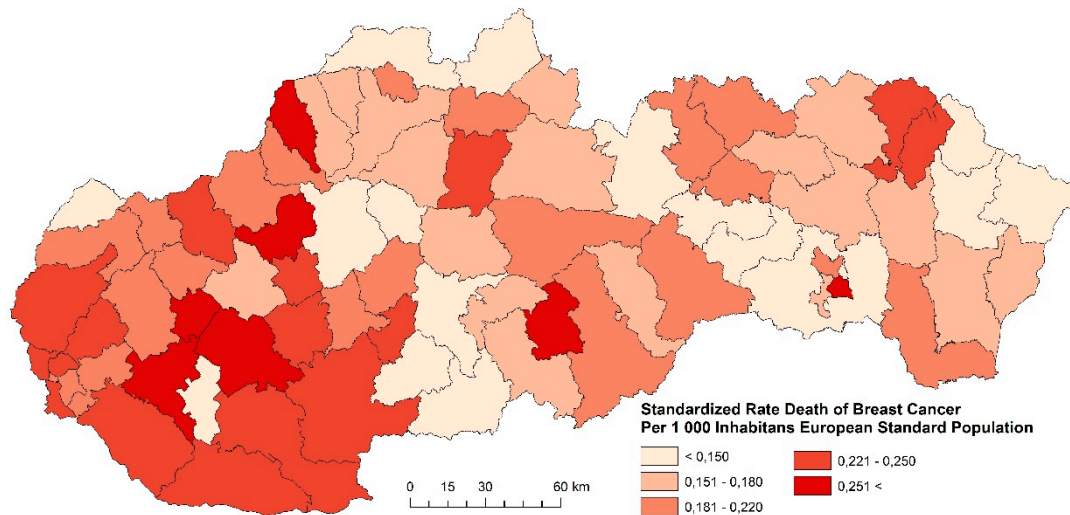 Standardized Rate Death of Breast Cancer
Per 1 000 Inhabitans European Standard Population
< 0,150
0,151 - 0,180
0,181 - 0,220
0,221 - 0,250
0,251 <
0 30 60 km